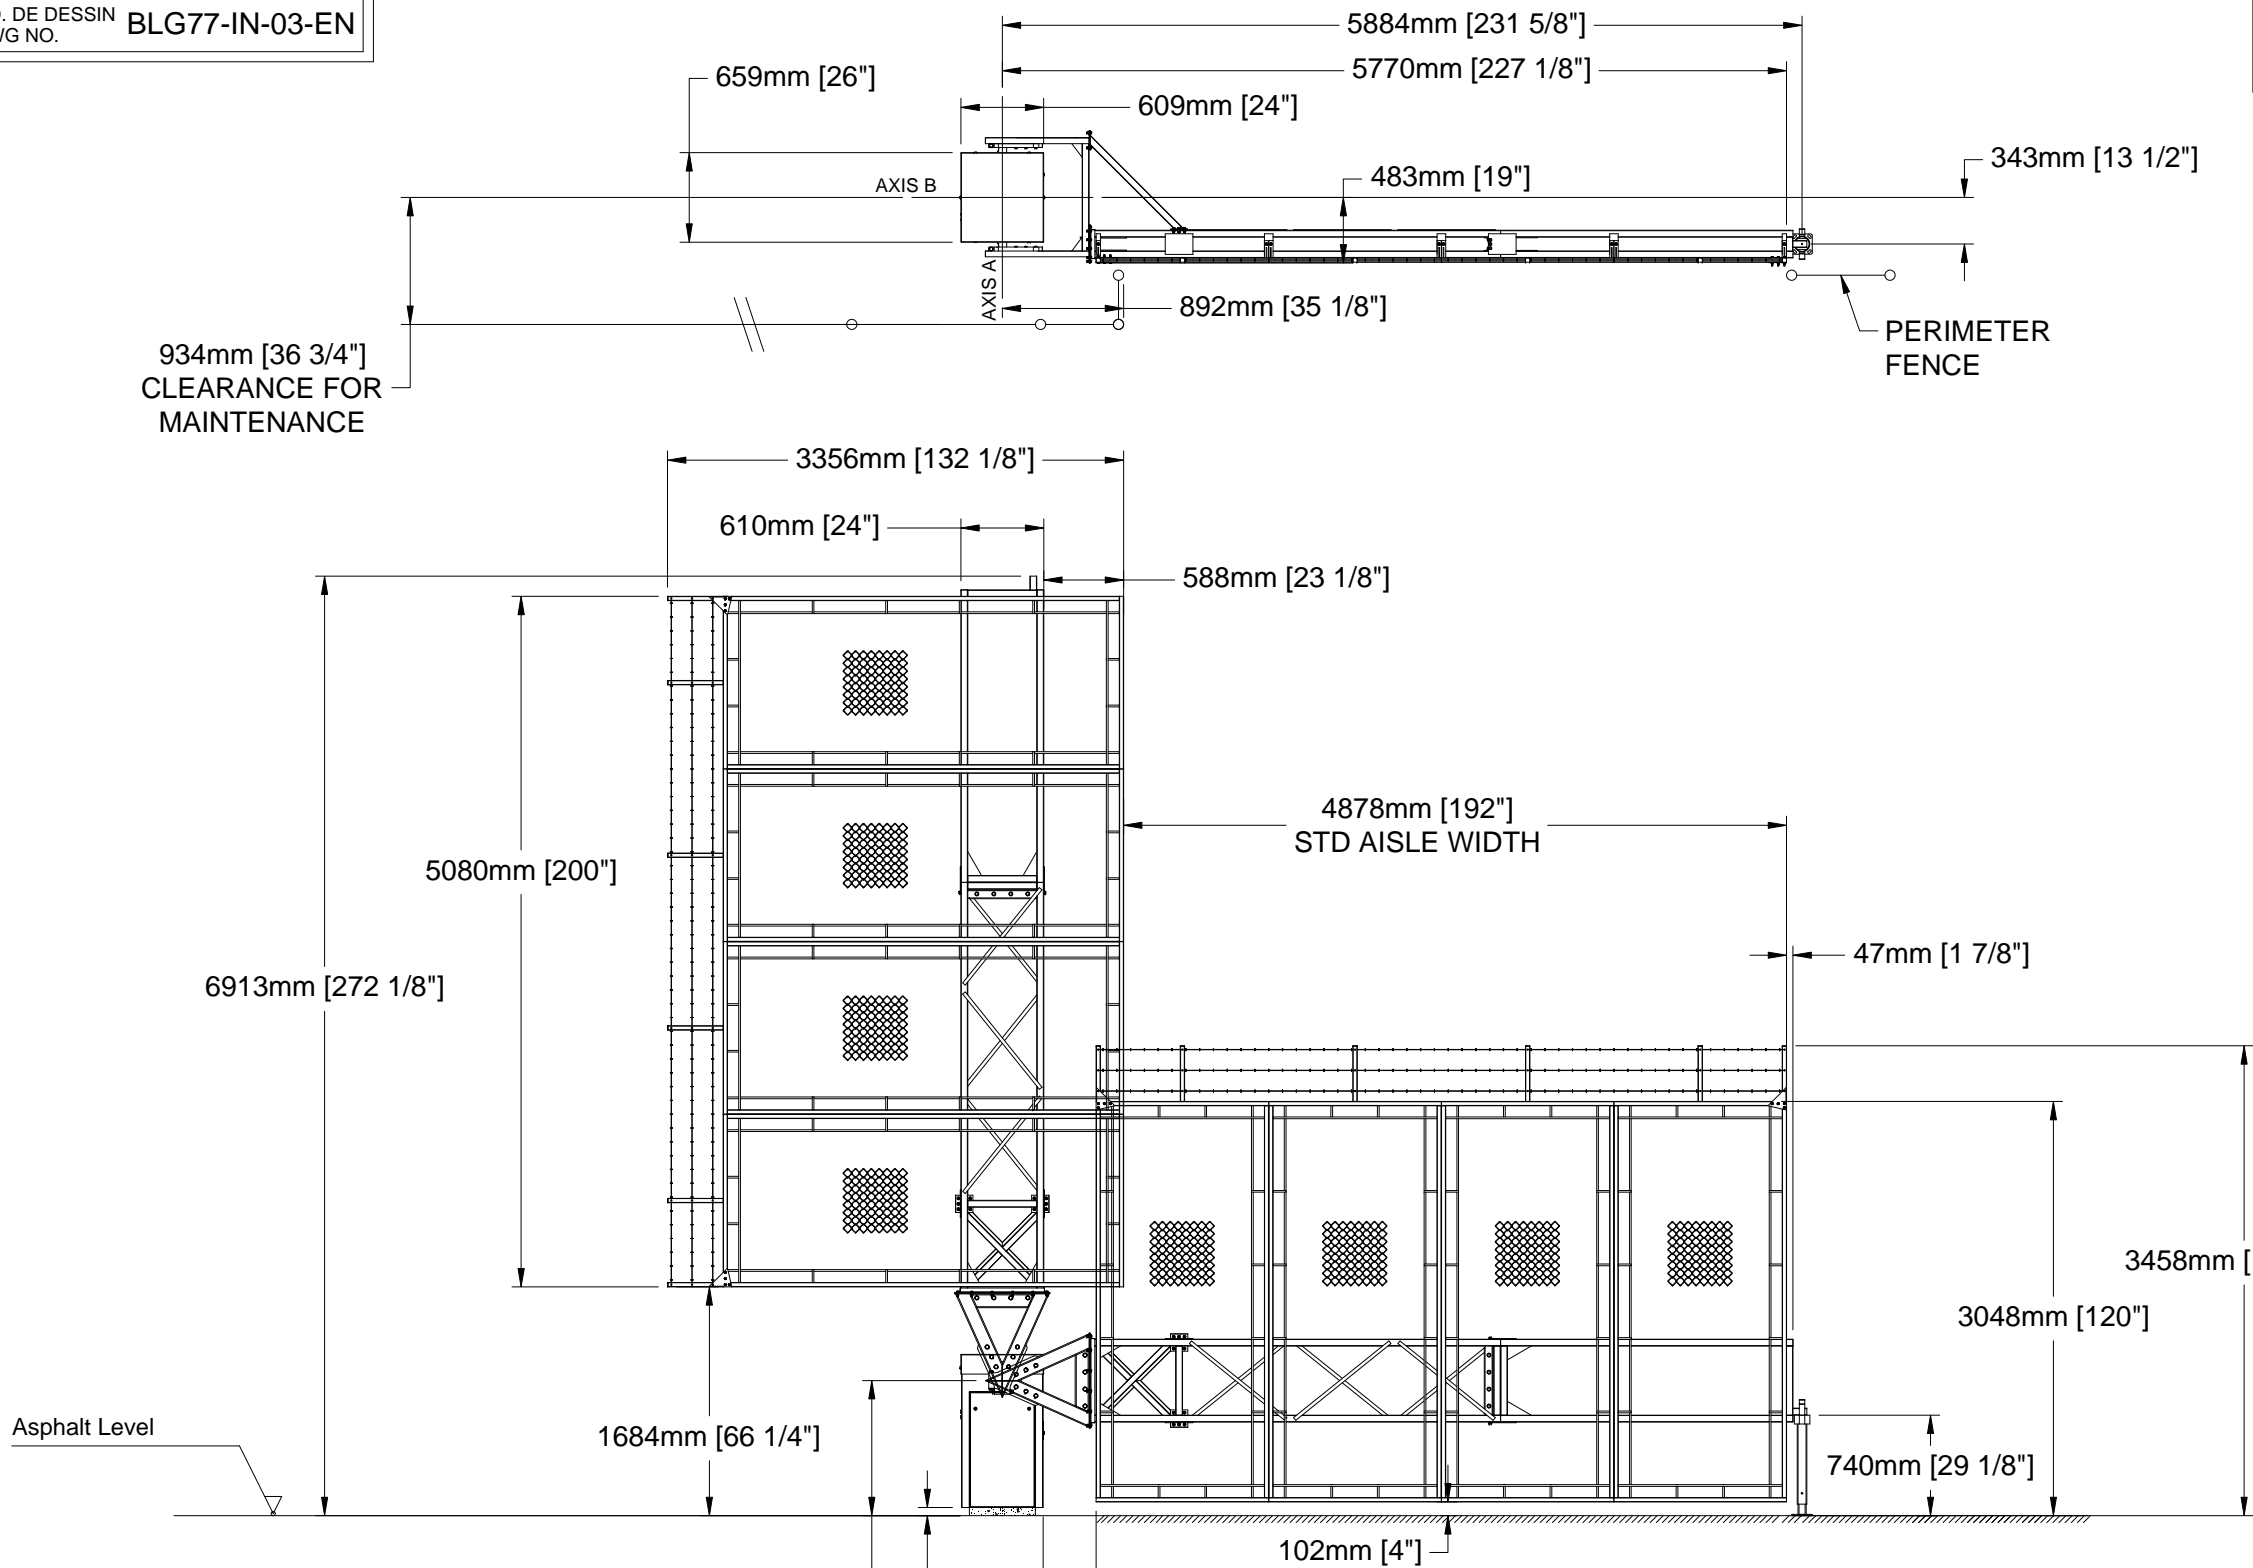 DE DESSIN
G NO.
BLG77-IN-03-EN
5884mm [231 5/8"]
659mm [26"]
5770mm [227 1/8"]
609mm [24"]
343mm [13 1/2"]
483mm [19"]
AXIS B
AXIS A
892mm [35 1/8"]
PERIMETER
FENCE
934mm [36 3/4"]
CLEARANCE FOR
MAINTENANCE
3356mm [132 1/8"]
610mm [24"]
588mm [23 1/8"]
4878mm [192"]
STD AISLE WIDTH
5080mm [200"]
47mm [1 7/8"]
6913mm [272 1/8"]
3458mm [
3048mm [120"]
Asphalt Level
1684mm [66 1/4"]
740mm [29 1/8"]
102mm [4"]